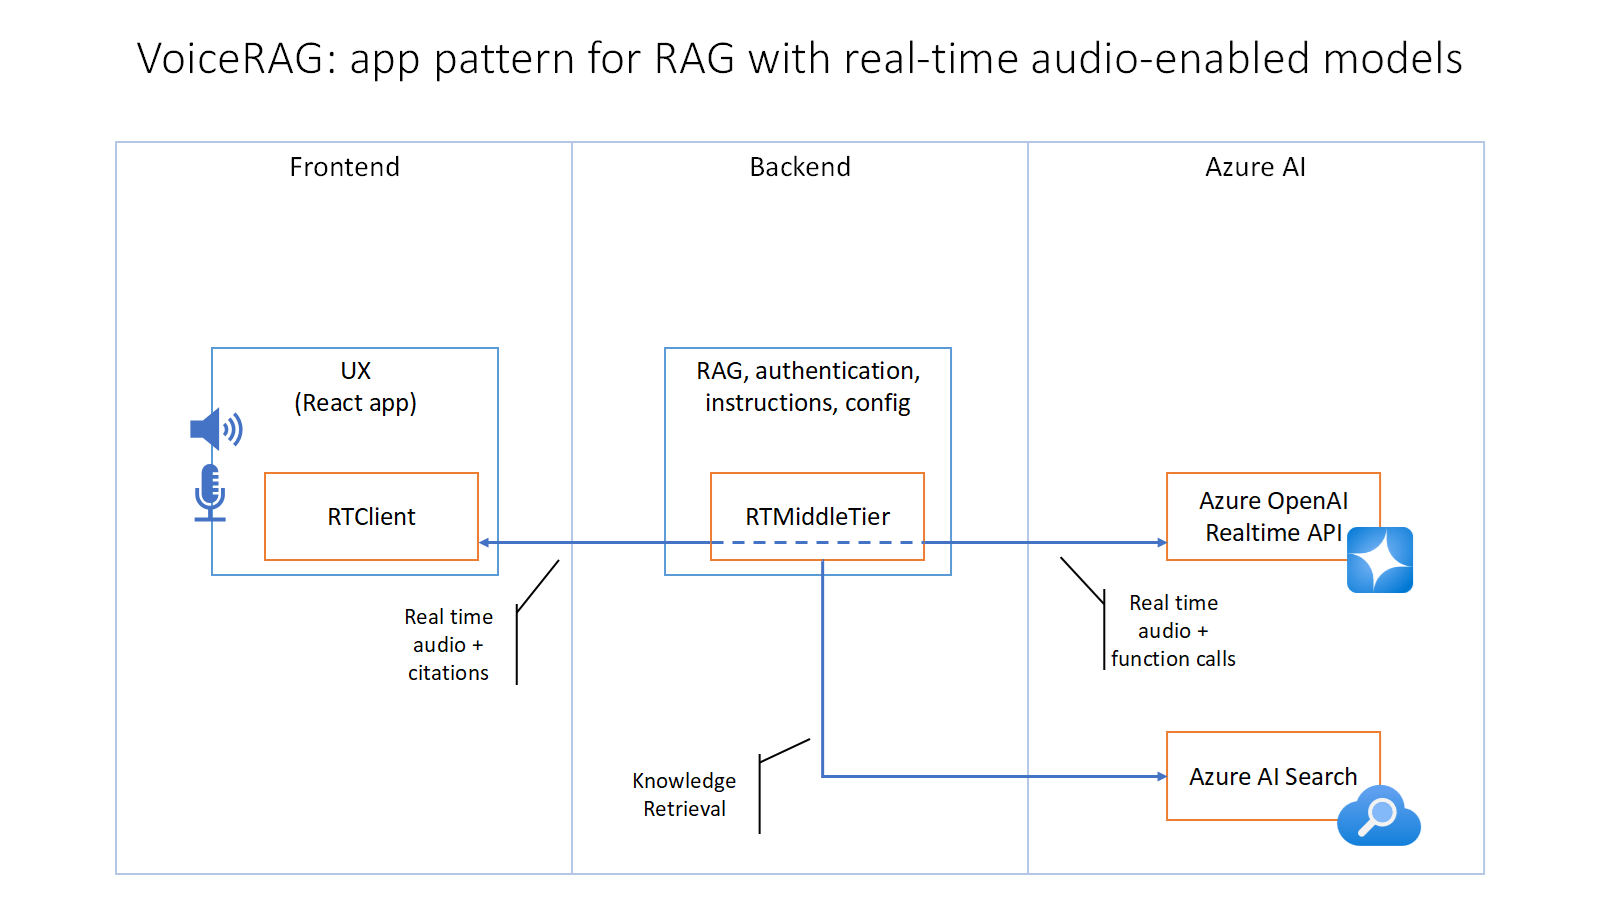 VoiceRAG: app pattern for RAG with real-time audio-enabled models
Frontend
Backend
Azure AI
UX
(React app)
RTClient
RAG, authentication,
instructions, config
RTMiddleTier
Azure OpenAI
Realtime API
Real time
audio +
citations
Real time
audio +
function calls
Knowledge
Retrieval
Azure AI Search